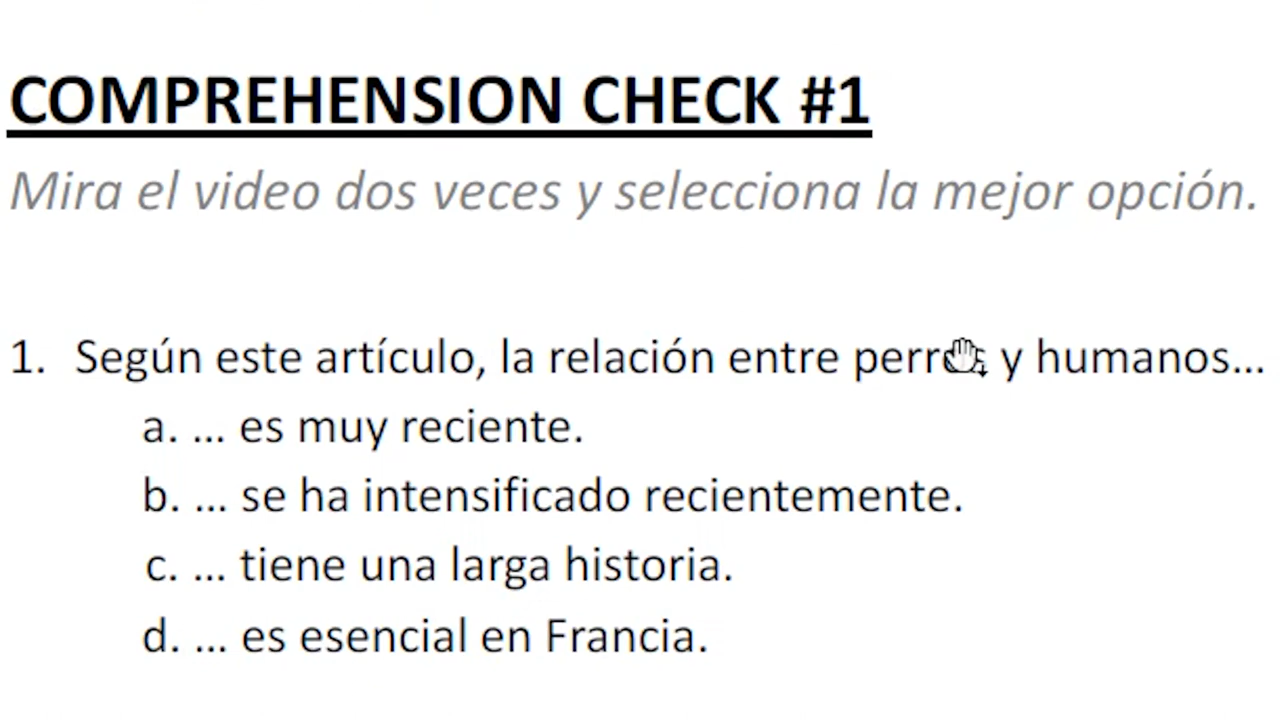 COMPREHENSION CHECK #1
Mira el video dos veces y selecciona la mejor opción.
1. Según este artículo, la relación entre perros y humanos...
a. ... es muy reciente.
b. ... se ha intensificado recientemente.
c. ... tiene una larga historia.
d. ... es esencial en Francia.